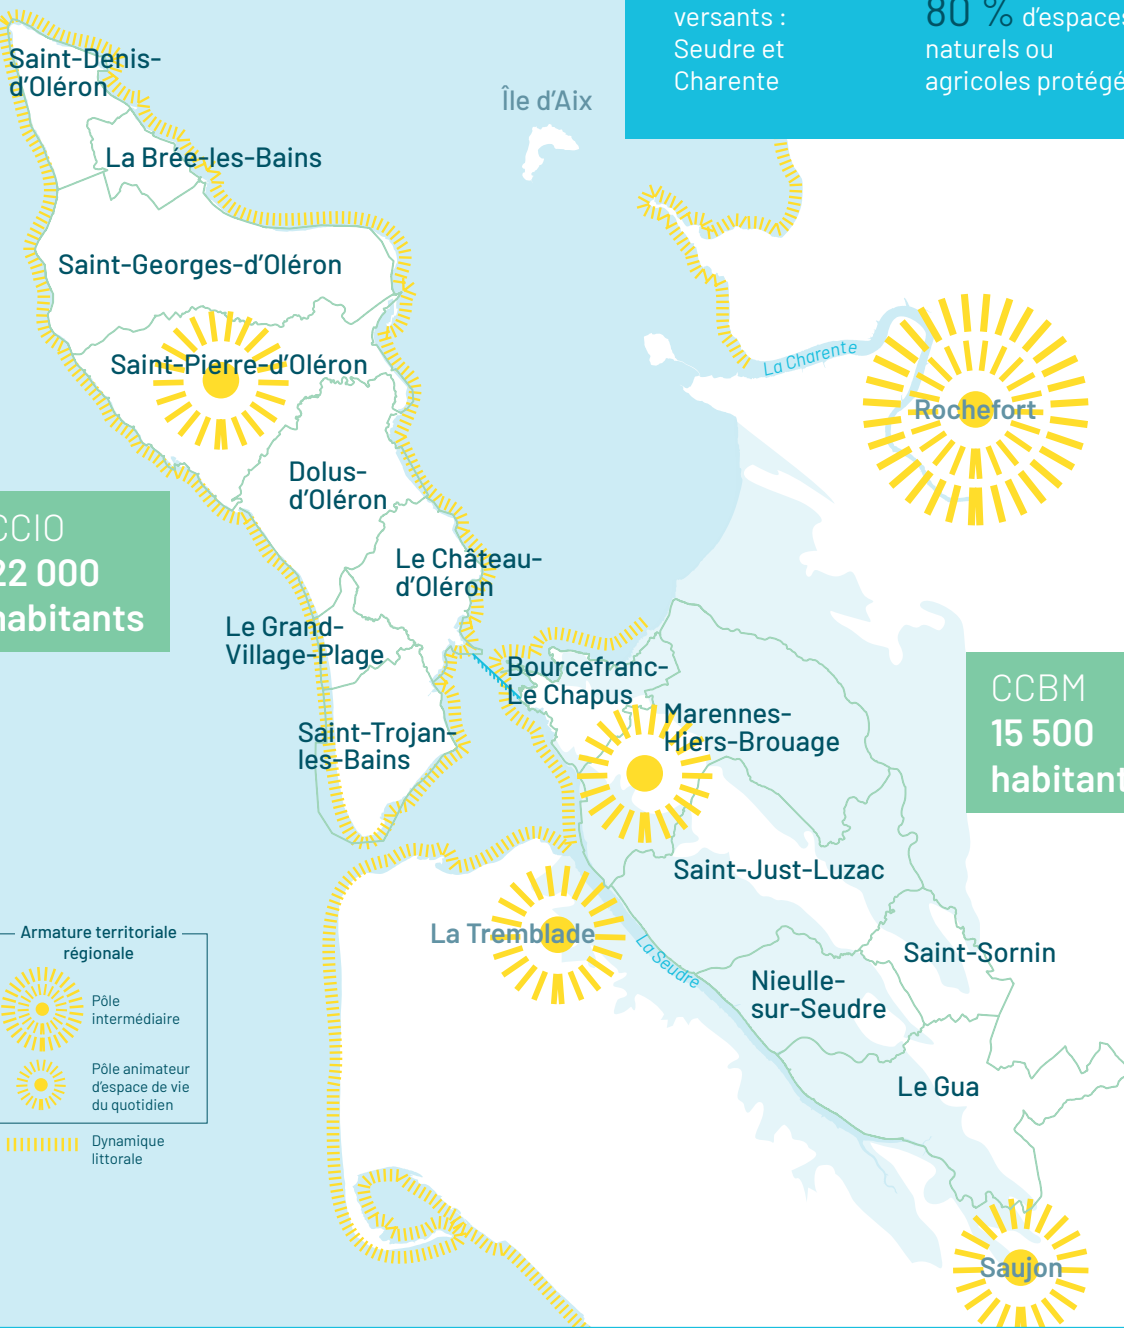 versants :
Seudre et
Charente
80 % d'espaces
naturels ou
agricoles protégé
Saint-Denis-
d'Oléron
Île d'Aix
La Brée-les-Bains
Saint-Georges-d'Oléron
Saint-Pierre-d'Oléron
La Charente
Rochefort
Dolus-
d'Oléron
CCIO
22 000
habitants
Le Château-
d'Oléron
Le Grand-
Village-Plage
Bourcefranc-
Le Chapus
Marennes-
Hiers-Brouage
CCBM
15 500
habitant
Saint-Trojan-
les-Bains
Saint-Just-Luzac
La Tremblade
La Seudre
Saint-Sornin
Nieulle-
sur-Seudre
Le Gua
Saujon
Armature territoriale
régionale
Pôle
intermédiaire
Pôle animateur
d'espace de vie
du quotidien
Dynamique
littorale